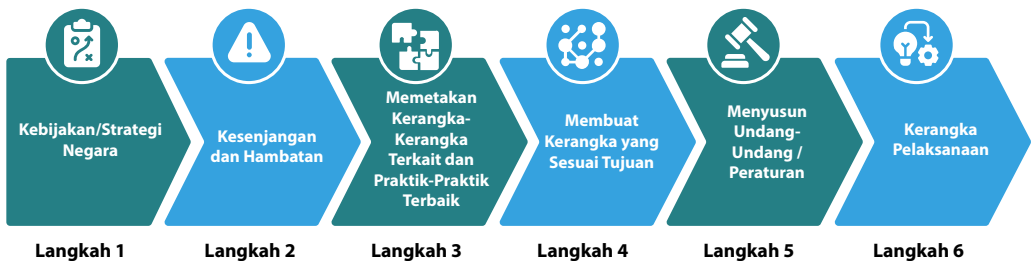 Kebijakan/Strategi
Negara
Kesenjangan
dan Hambatan
Memetakan
Kerangka-
Kerangka
Terkait dan
Praktik-Praktik
Terbaik
Membuat
Kerangka yang
Sesuai Tujuan
Menyusun
Undang-
Undang /
Peraturan
Kerangka
Pelaksanaan
Langkah 1
Langkah 2
Langkah 3
Langkah 4
Langkah 5
Langkah 6